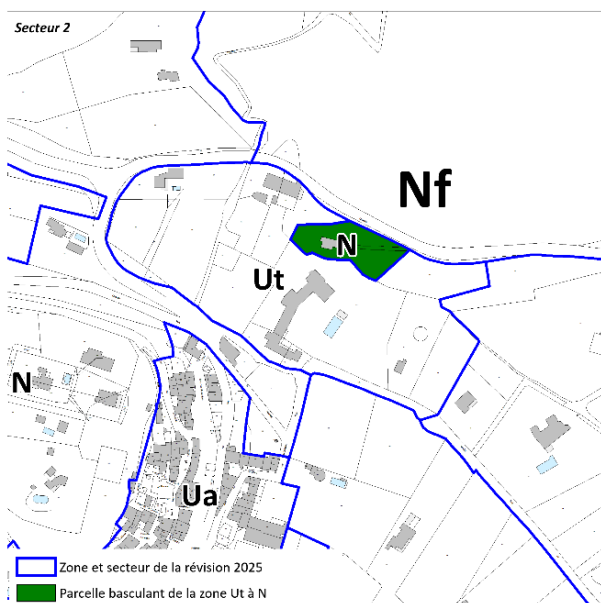 Secteur 2
Nf
N
Ut
N
Ua
Zone et secteur de la révision 2025
Parcelle basculant de la zone Ut à N